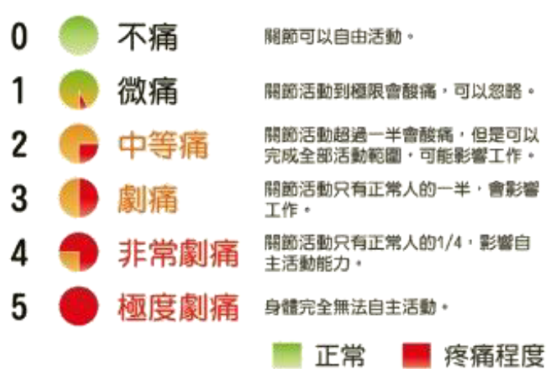 0 不痛 關節可以自由活動。
1 微痛 關節活動到極限會酸痛，可以忽略。
2 中等痛 關節活動超過一半會酸痛，但是可以
完成全部活動範圍，可能影響工作。
3 劇痛 關節活動只有正常人的一半，會影響
工作。
4 非常劇痛 關節活動只有正常人的1/4，影響自
主活動能力。
5 極度劇痛 身體完全無法自主活動。
正常 疼痛程度